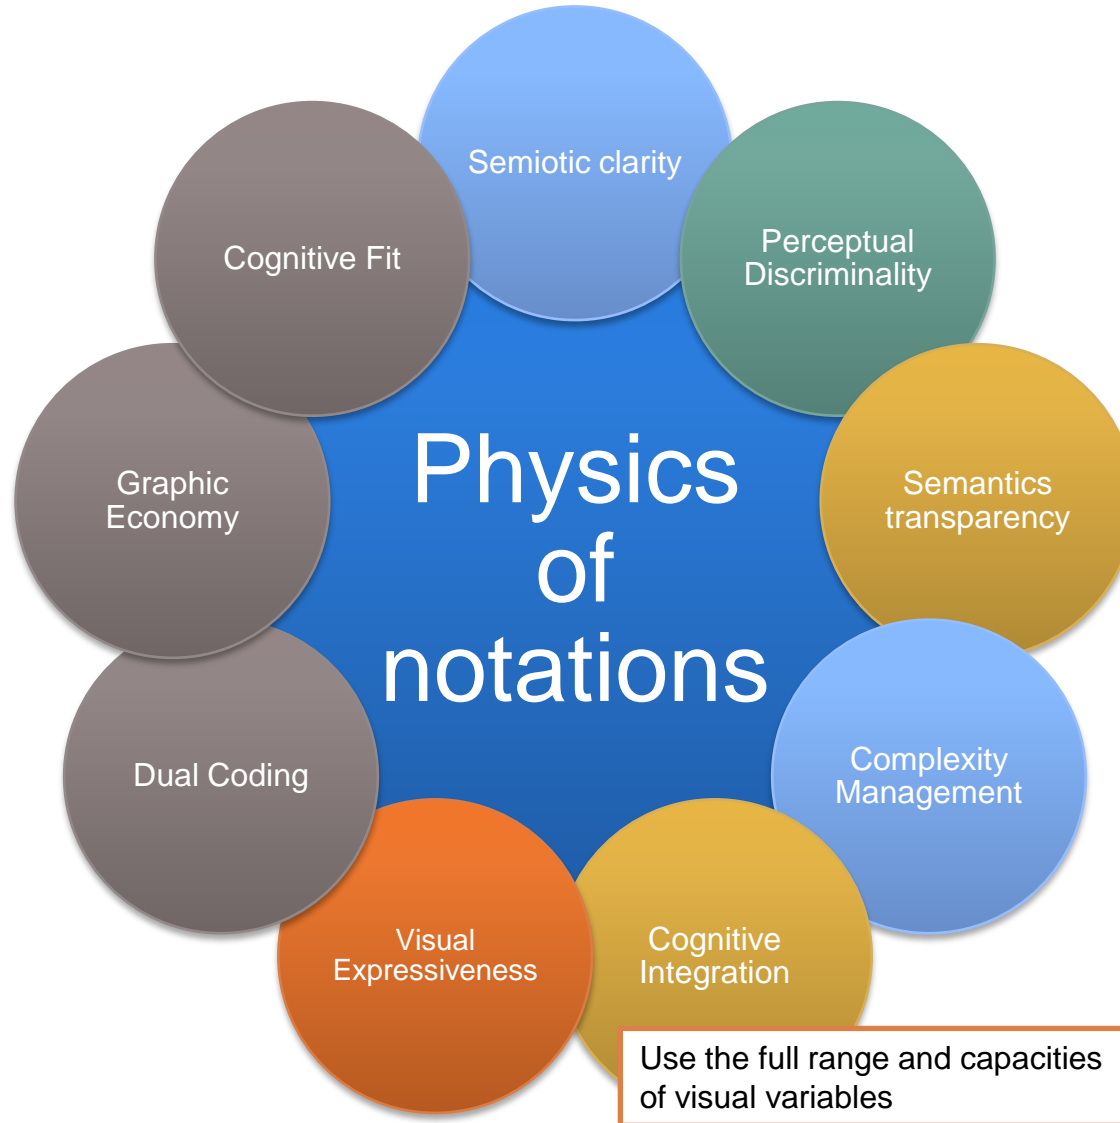 Semiotic clarity
Perceptual
Discriminality
Semantics
transparency
Complexity
Management
Cognitive
Integration
Visual
Expressiveness
Dual Coding
Graphic
Economy
Cognitive Fit
Physics
of
notations
Use the full range and capacities
of visual variables